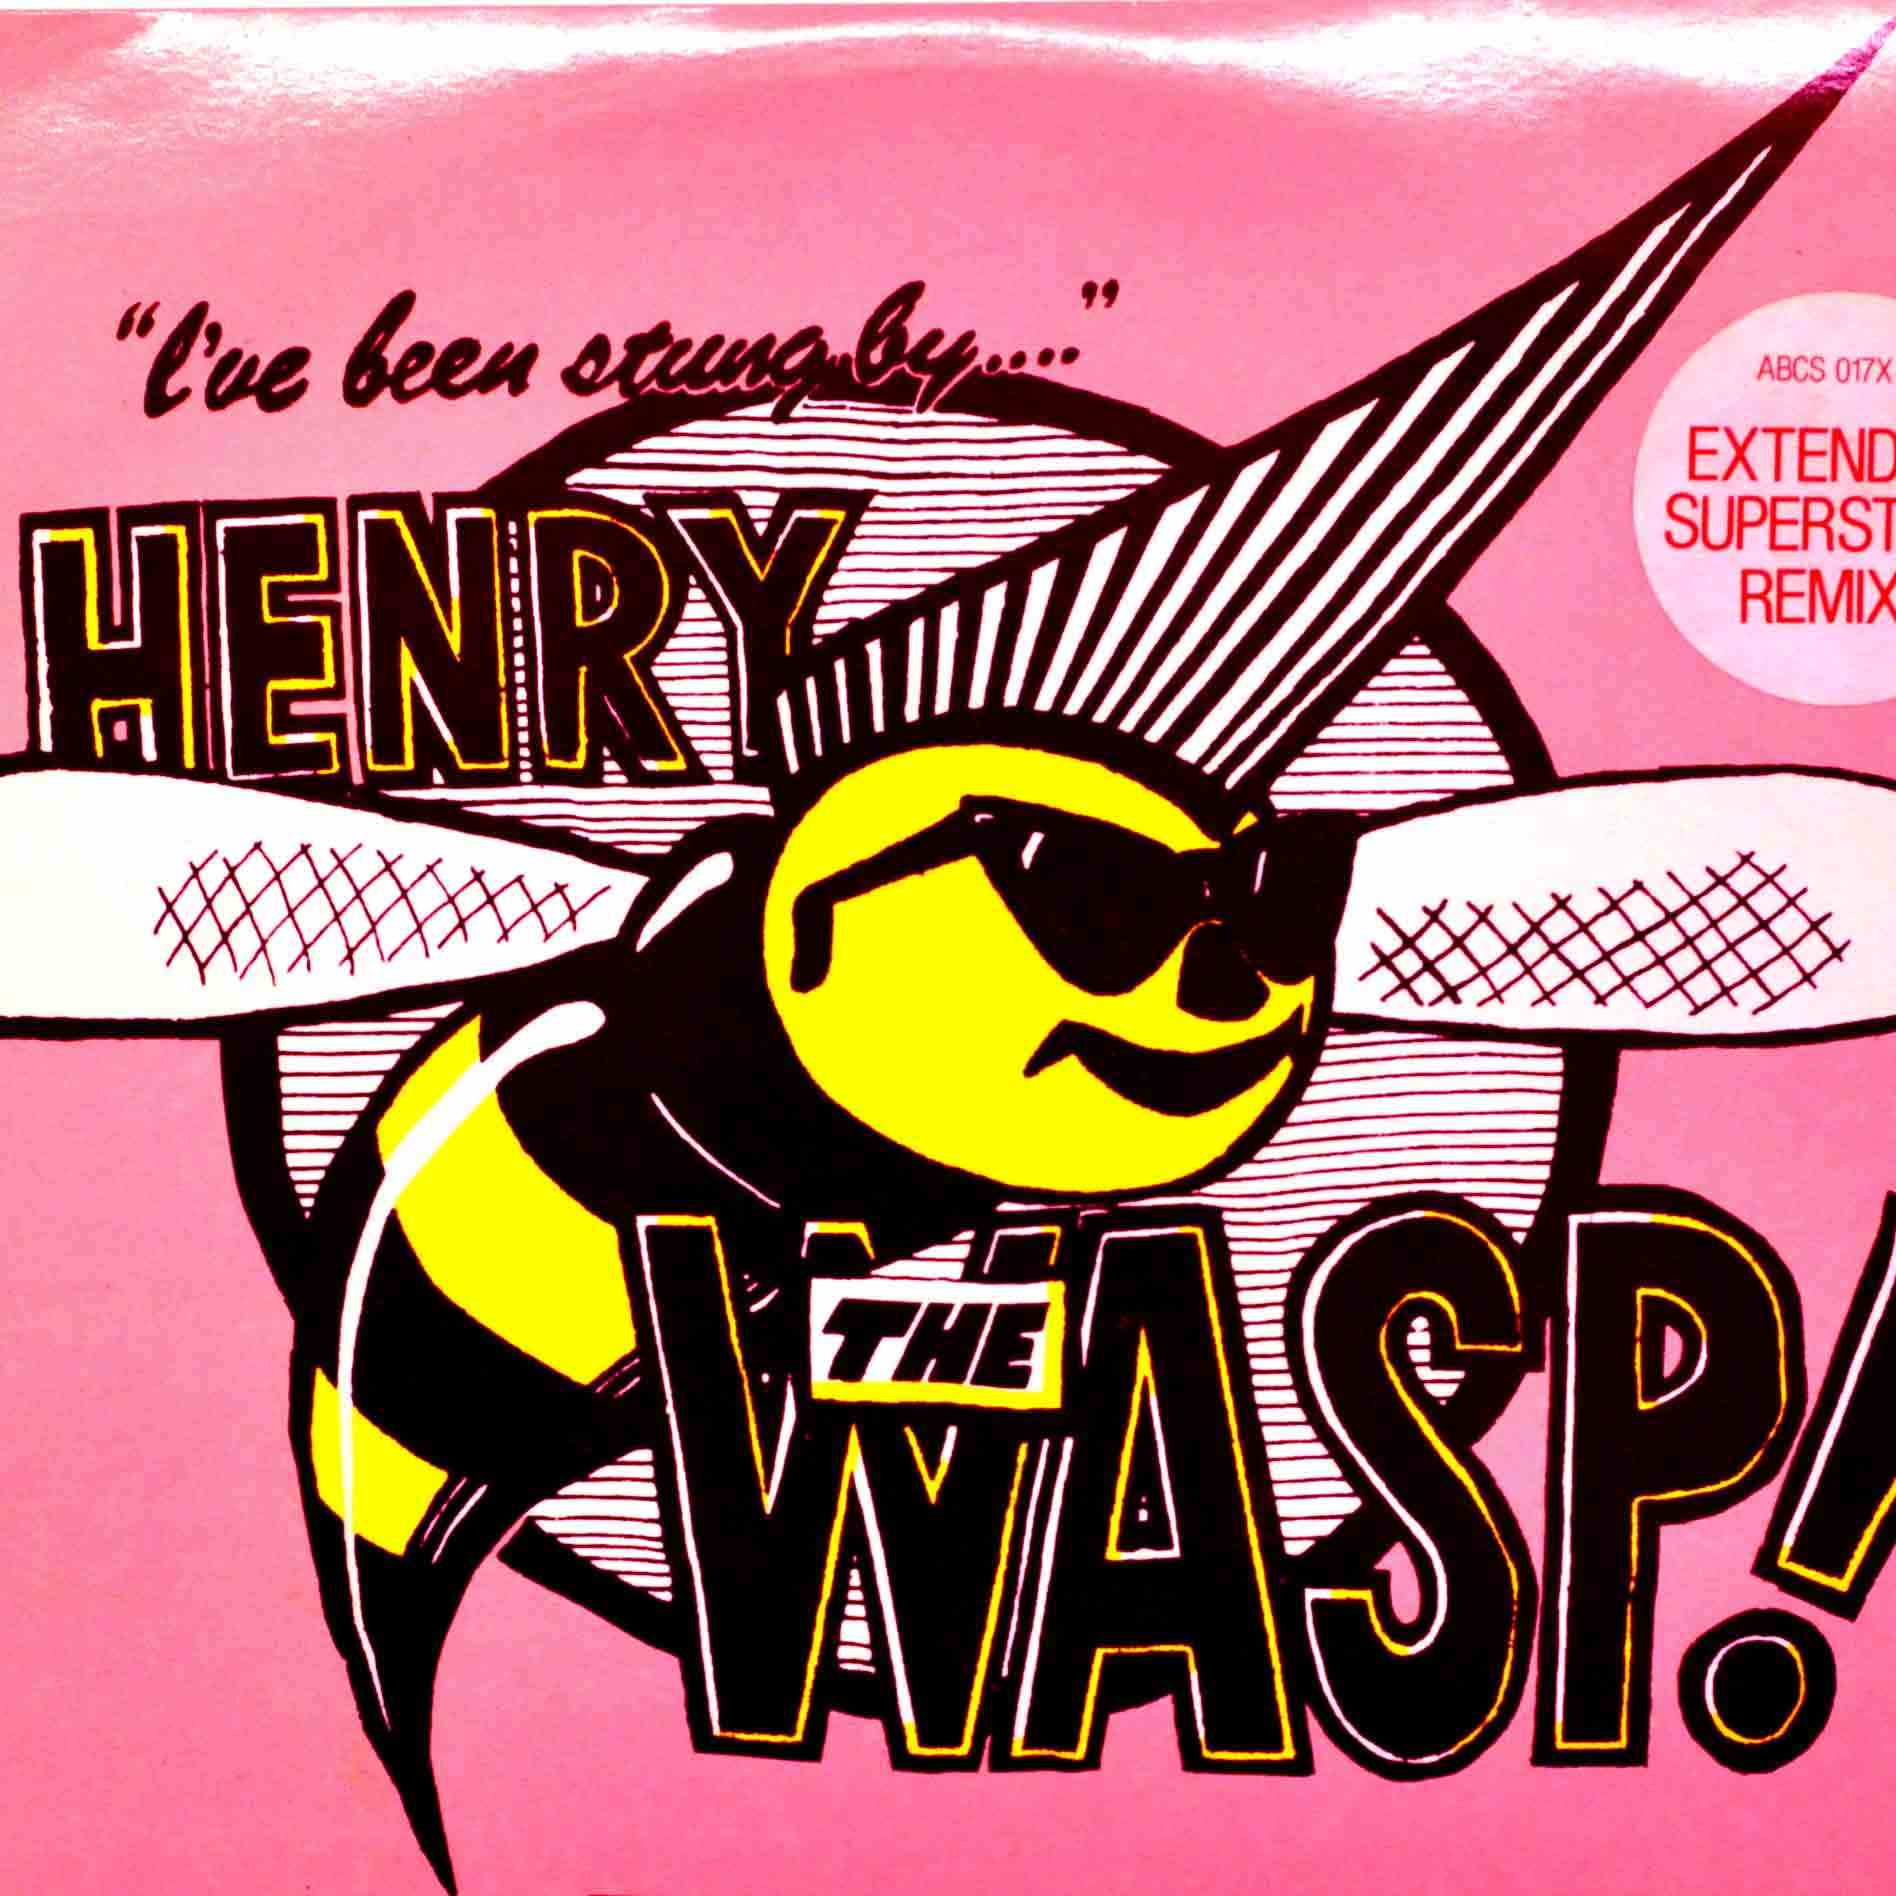 "I've been stung by...."
HENRY
THE
WASP!
ABCS 017X
EXTEND
SUPERST
REMIX